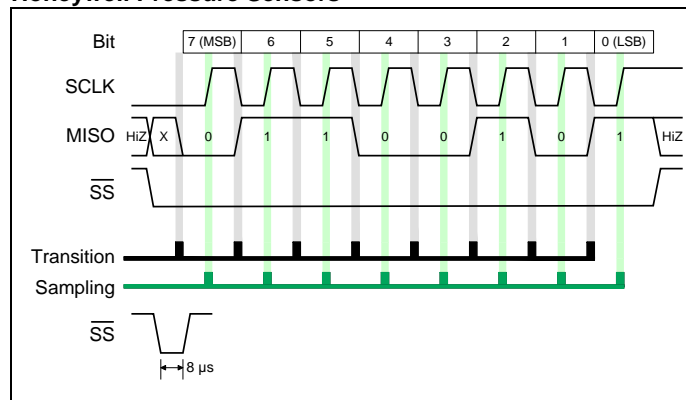 Honeywell Pressure Sensors
Bit 7 (MSB) 6 5 4 3 2 1 0 (LSB)
SCLK
MISO HiZ X 0 1 1 0 0 1 0 1 HiZ
SS
Transition
Sampling
SS
8 µs